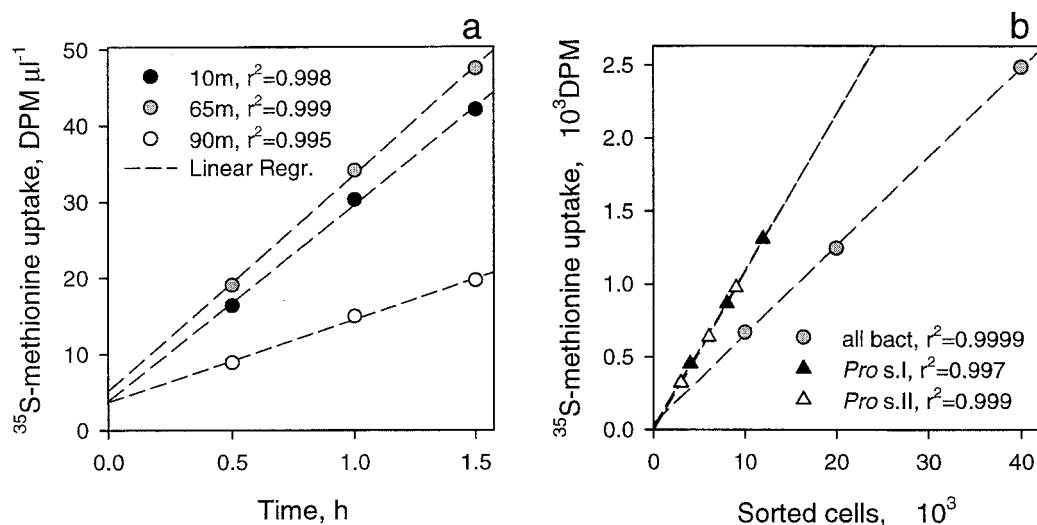 a
³⁵S-methionine uptake, DPM µl⁻¹
50
40
30
20
10
0
10m, r²=0.998
65m, r²=0.999
90m, r²=0.995
Linear Regr.
0.0 0.5 1.0 1.5
Time, h
b
³⁵S-methionine uptake, 10³DPM
2.5
2.0
1.5
1.0
0.5
0.0
all bact, r²=0.9999
Pro s.I, r²=0.997
Pro s.II, r²=0.999
0 10 20 30 40
Sorted cells, 10³